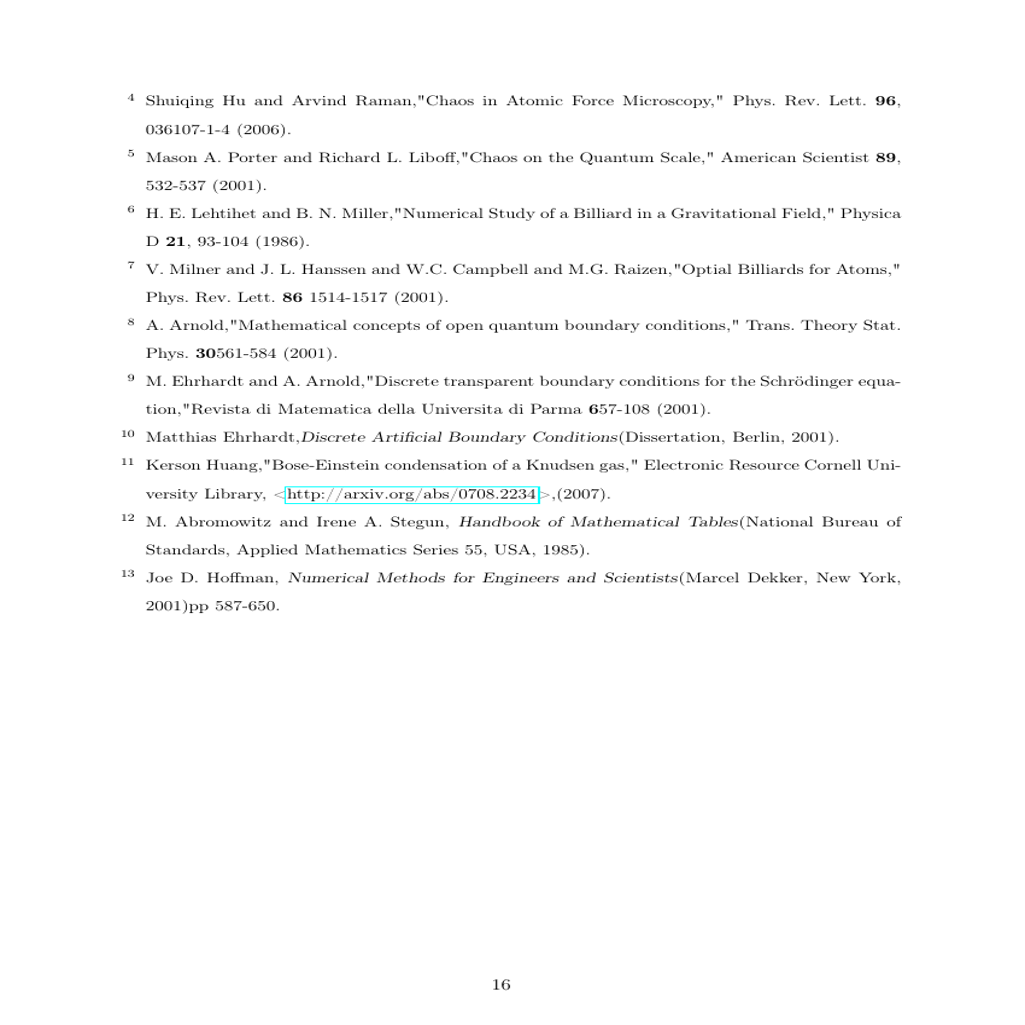 4 Shuiqing Hu and Arvind Raman,"Chaos in Atomic Force Microscopy," Phys. Rev. Lett. 96,
036107-1-4 (2006).
5 Mason A. Porter and Richard L. Liboff,"Chaos on the Quantum Scale," American Scientist 89,
532-537 (2001).
6 H. E. Lehtihet and B. N. Miller,"Numerical Study of a Billiard in a Gravitational Field," Physica
D 21, 93-104 (1986).
7 V. Milner and J. L. Hanssen and W.C. Campbell and M.G. Raizen,"Optial Billiards for Atoms,"
Phys. Rev. Lett. 86 1514-1517 (2001).
8 A. Arnold,"Mathematical concepts of open quantum boundary conditions," Trans. Theory Stat.
Phys. 30561-584 (2001).
9 M. Ehrhardt and A. Arnold,"Discrete transparent boundary conditions for the Schrödinger equa-
tion,"Revista di Matematica della Universita di Parma 657-108 (2001).
10 Matthias Ehrhardt,Discrete Artificial Boundary Conditions(Dissertation, Berlin, 2001).
11 Kerson Huang,"Bose-Einstein condensation of a Knudsen gas," Electronic Resource Cornell Uni-
versity Library, <http://arxiv.org/abs/0708.2234>,(2007).
12 M. Abromowitz and Irene A. Stegun, Handbook of Mathematical Tables(National Bureau of
Standards, Applied Mathematics Series 55, USA, 1985).
13 Joe D. Hoffman, Numerical Methods for Engineers and Scientists(Marcel Dekker, New York,
2001)pp 587-650.
16